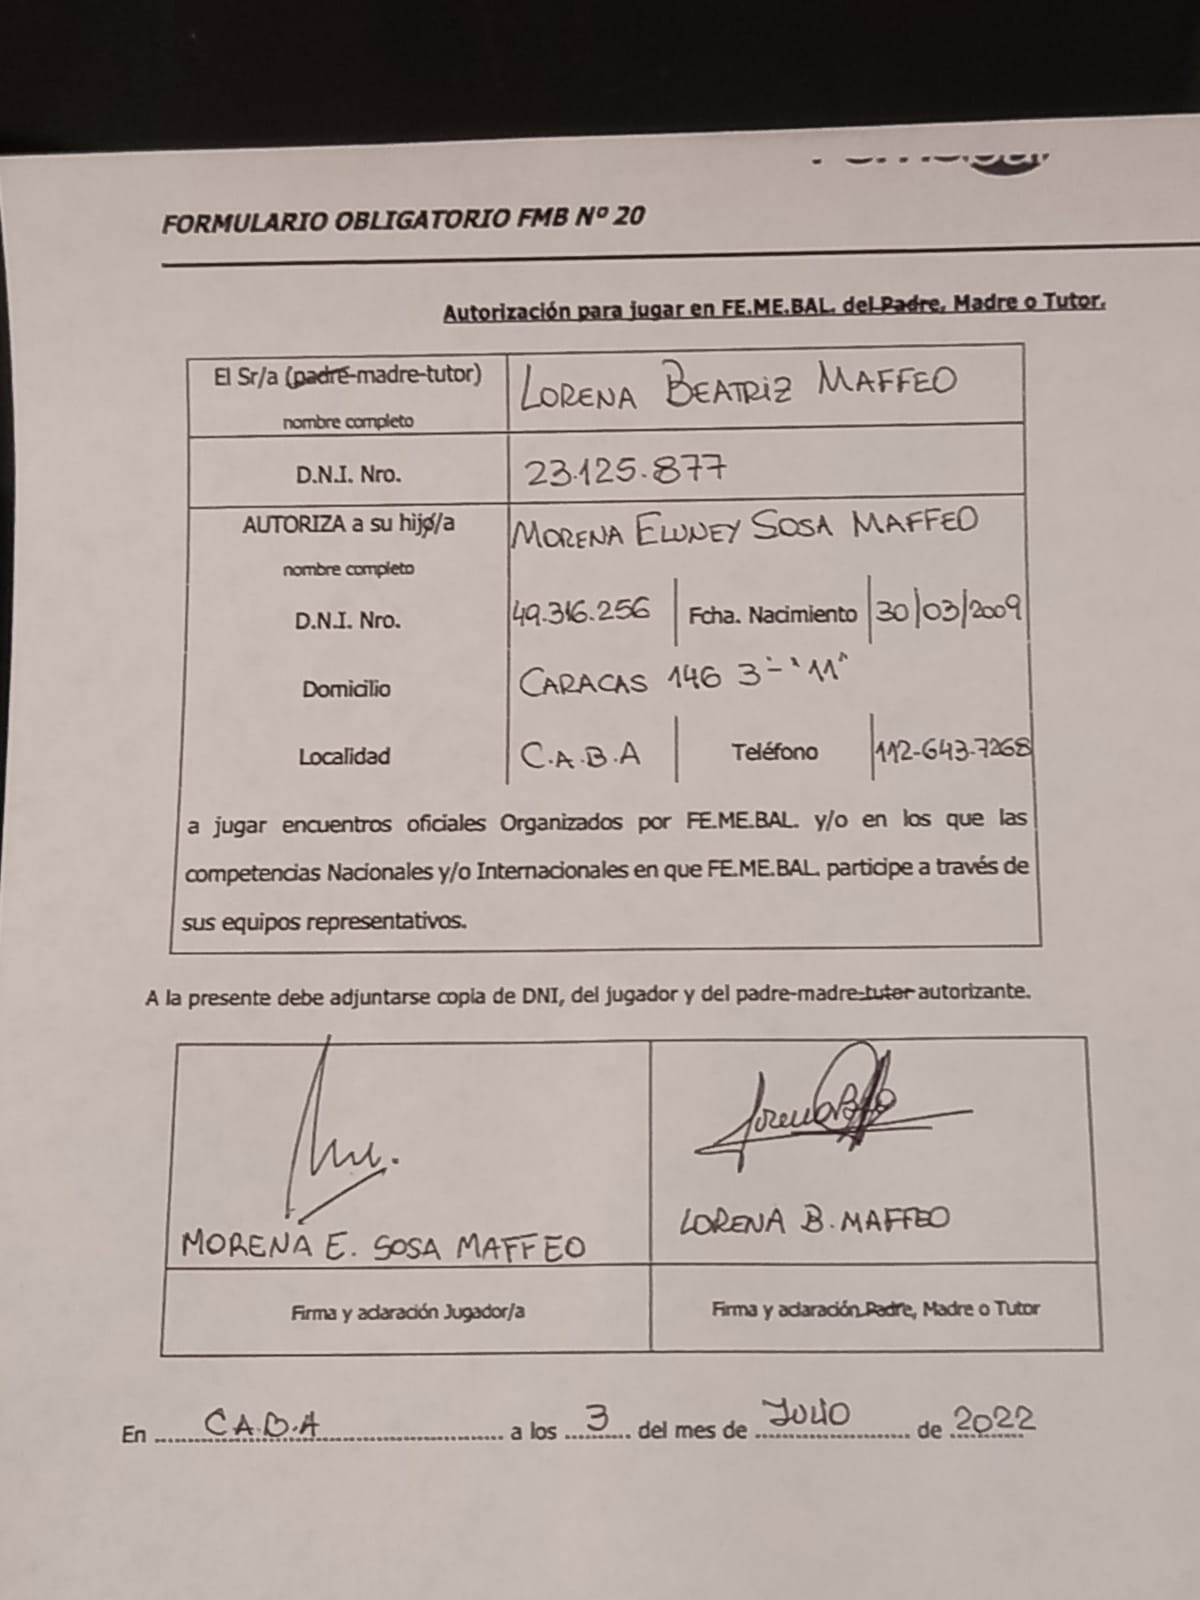 FORMULARIO OBLIGATORIO FMB Nº 20
Autorización para jugar en FE.ME.BAL. del Padre, Madre o Tutor.
El Sr/a (padre-madre-tutor) LORENA BEATRIZ MAFFEO
nombre completo
D.N.I. Nro. 23.125.877
AUTORIZA a su hijo/a MORENA ELUNEY SOSA MAFFEO
nombre completo
D.N.I. Nro. 49.316.256 Fcha. Nacimiento 30/03/2009
Domicilio CARACAS 146 3- "11"
Localidad C.A.B.A Teléfono 112-643-7268
a jugar encuentros oficiales Organizados por FE.ME.BAL. y/o en los que las
competencias Nacionales y/o Internacionales en que FE.ME.BAL. participe a través de
sus equipos representativos.
A la presente debe adjuntarse copia de DNI, del jugador y del padre-madre-tutor autorizante.
MORENA E. SOSA MAFFEO LORENA B. MAFFEO
Firma y aclaración Jugador/a Firma y aclaración Padre, Madre o Tutor
En C.A.B.A a los 3 del mes de JULIO de 2022